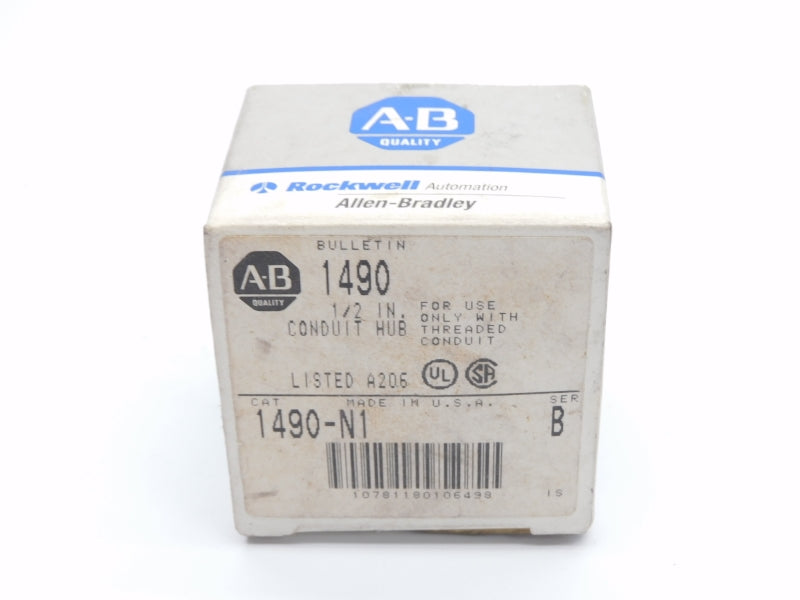 A-B
QUALITY
Rockwell Automation
Allen-Bradley
BULLETIN
A-B
QUALITY
1490
1/2 IN.
CONDUIT HUB
FOR USE
ONLY WITH
THREADED
CONDUIT
LISTED A206 UL SA
CAT MADE IN U.S.A. SER
1490-N1 B
10781180106498
IS